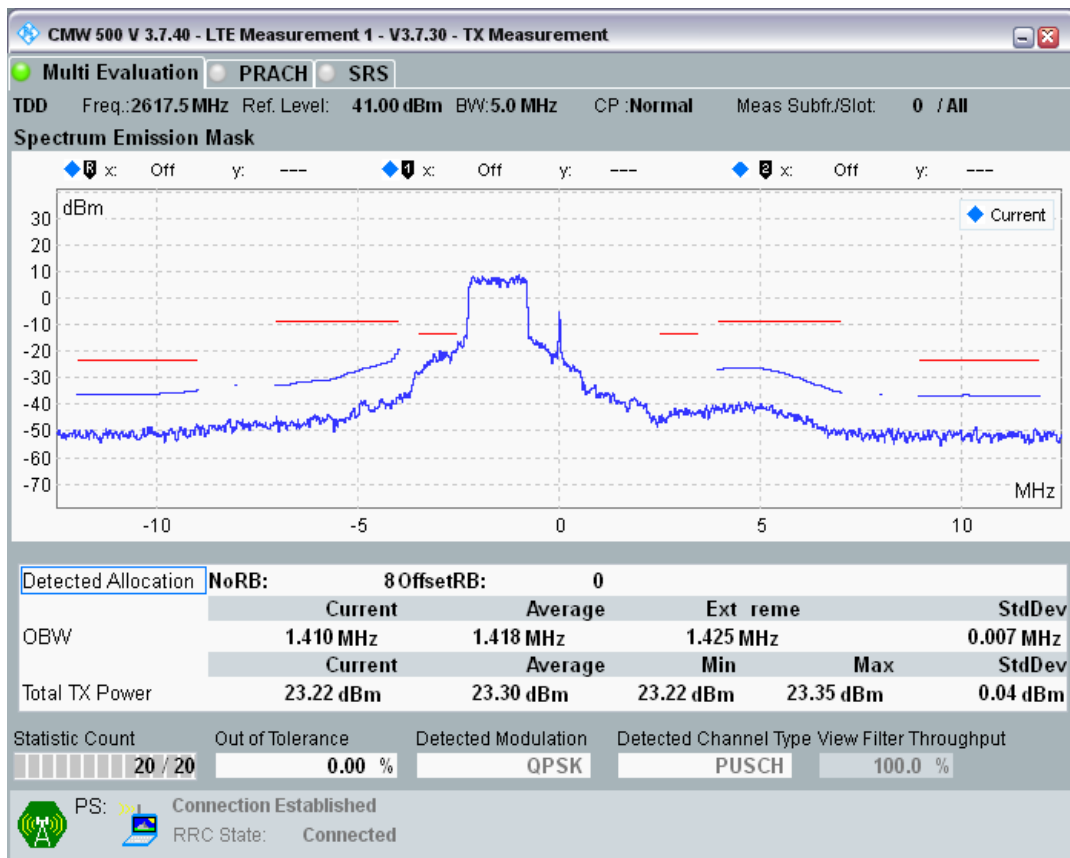 CMW 500 V 3.7.40 - LTE Measurement 1 - V3.7.30 - TX Measurement
Multi Evaluation PRACH SRS
TDD Freq.:2617.5 MHz Ref. Level: 41.00 dBm BW:5.0 MHz CP :Normal Meas Subfr./Slot: 0 / All
Spectrum Emission Mask
R x: Off y: --- 1 x: Off y: --- 2 x: Off y: ---
dBm
Current
30
20
10
0
-10
-20
-30
-40
-50
-60
-70
MHz
-10 -5 0 5 10
Detected Allocation NoRB: 8 OffsetRB: 0
Current Average Ext reme StdDev
OBW 1.410 MHz 1.418 MHz 1.425 MHz 0.007 MHz
Current Average Min Max StdDev
Total TX Power 23.22 dBm 23.30 dBm 23.22 dBm 23.35 dBm 0.04 dBm
Statistic Count Out of Tolerance Detected Modulation Detected Channel Type View Filter Throughput
20 / 20 0.00 % QPSK PUSCH 100.0 %
PS: Connection Established
RRC State: Connected